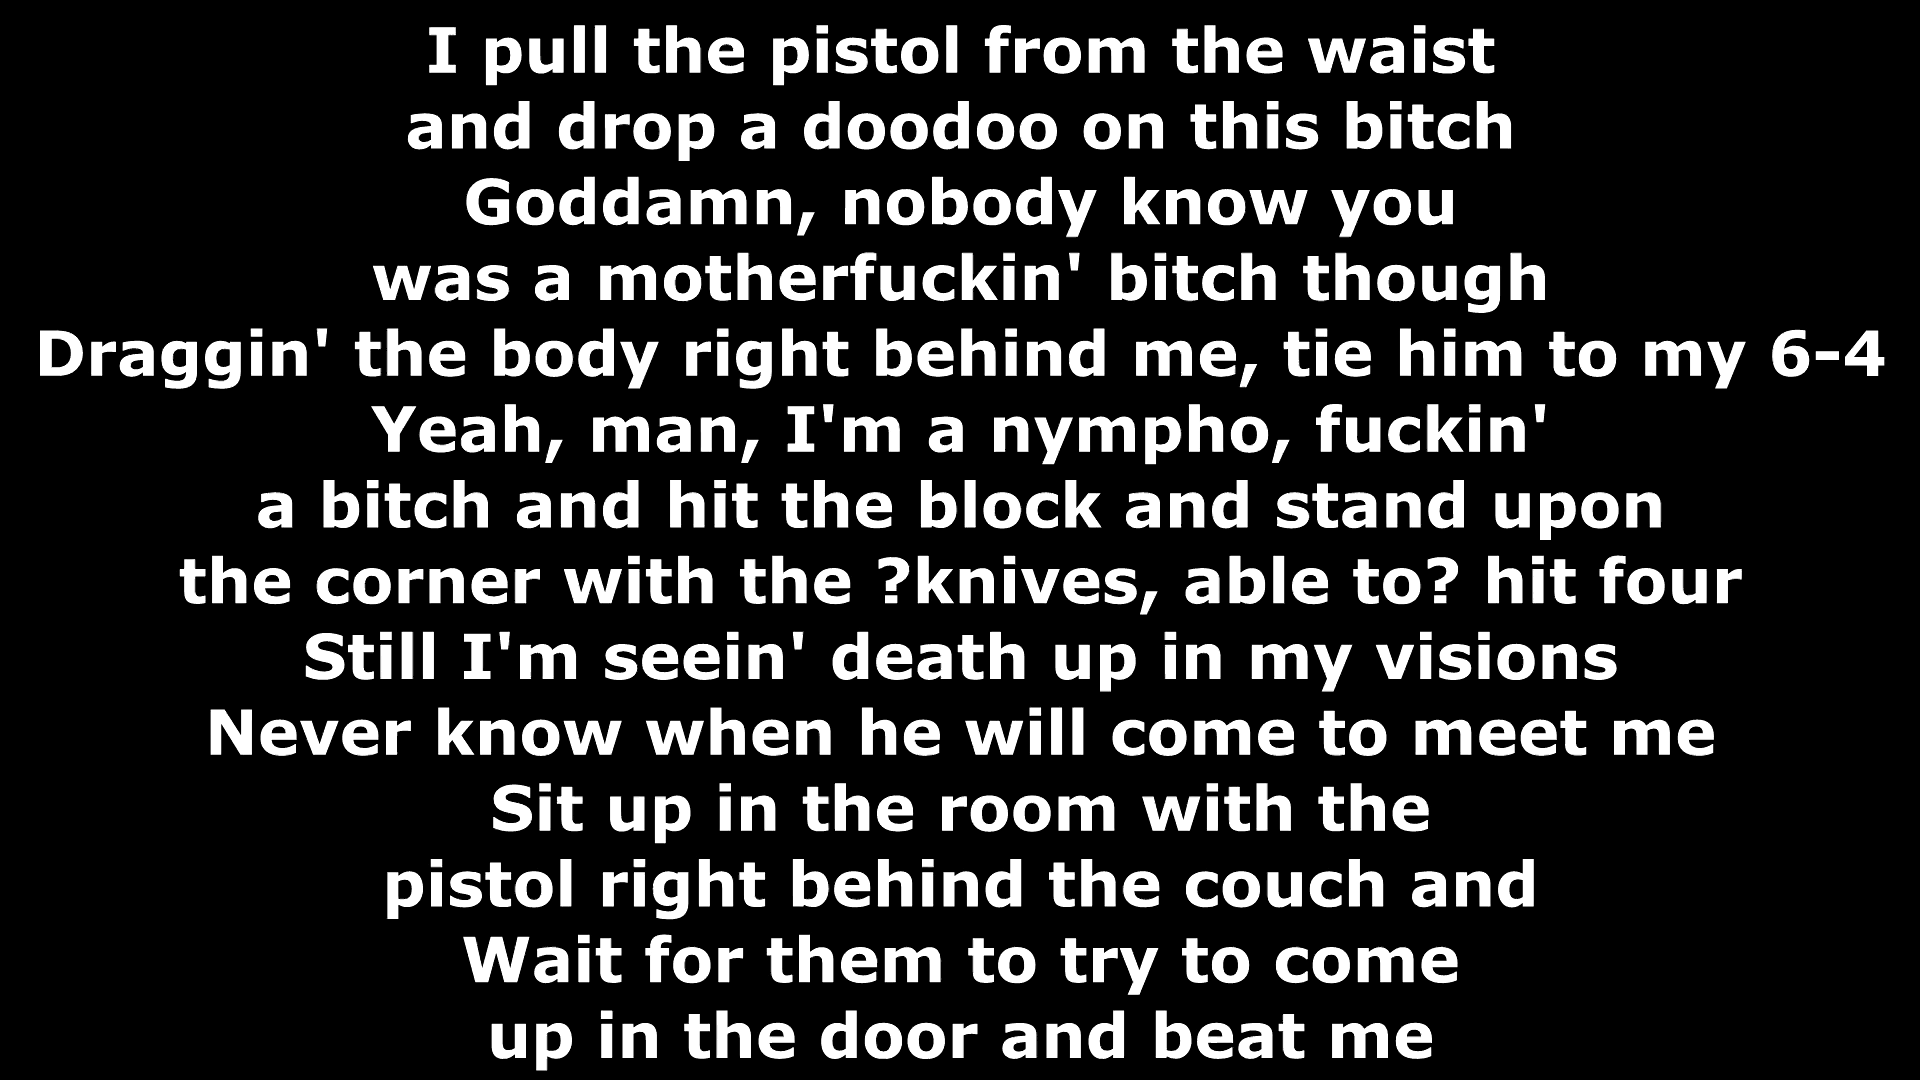 I pull the pistol from the waist
and drop a doodoo on this bitch
Goddamn, nobody know you
was a motherfuckin' bitch though
Draggin' the body right behind me, tie him to my 6-4
Yeah, man, I'm a nympho, fuckin'
a bitch and hit the block and stand upon
the corner with the ?knives, able to? hit four
Still I'm seein' death up in my visions
Never know when he will come to meet me
Sit up in the room with the
pistol right behind the couch and
Wait for them to try to come
up in the door and beat me